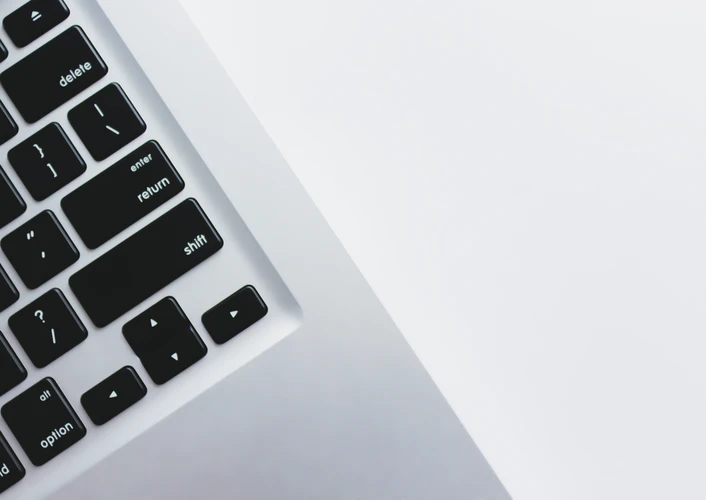 delete
|
\
}
]
enter
return
"
'
shift
?
/
alt
option